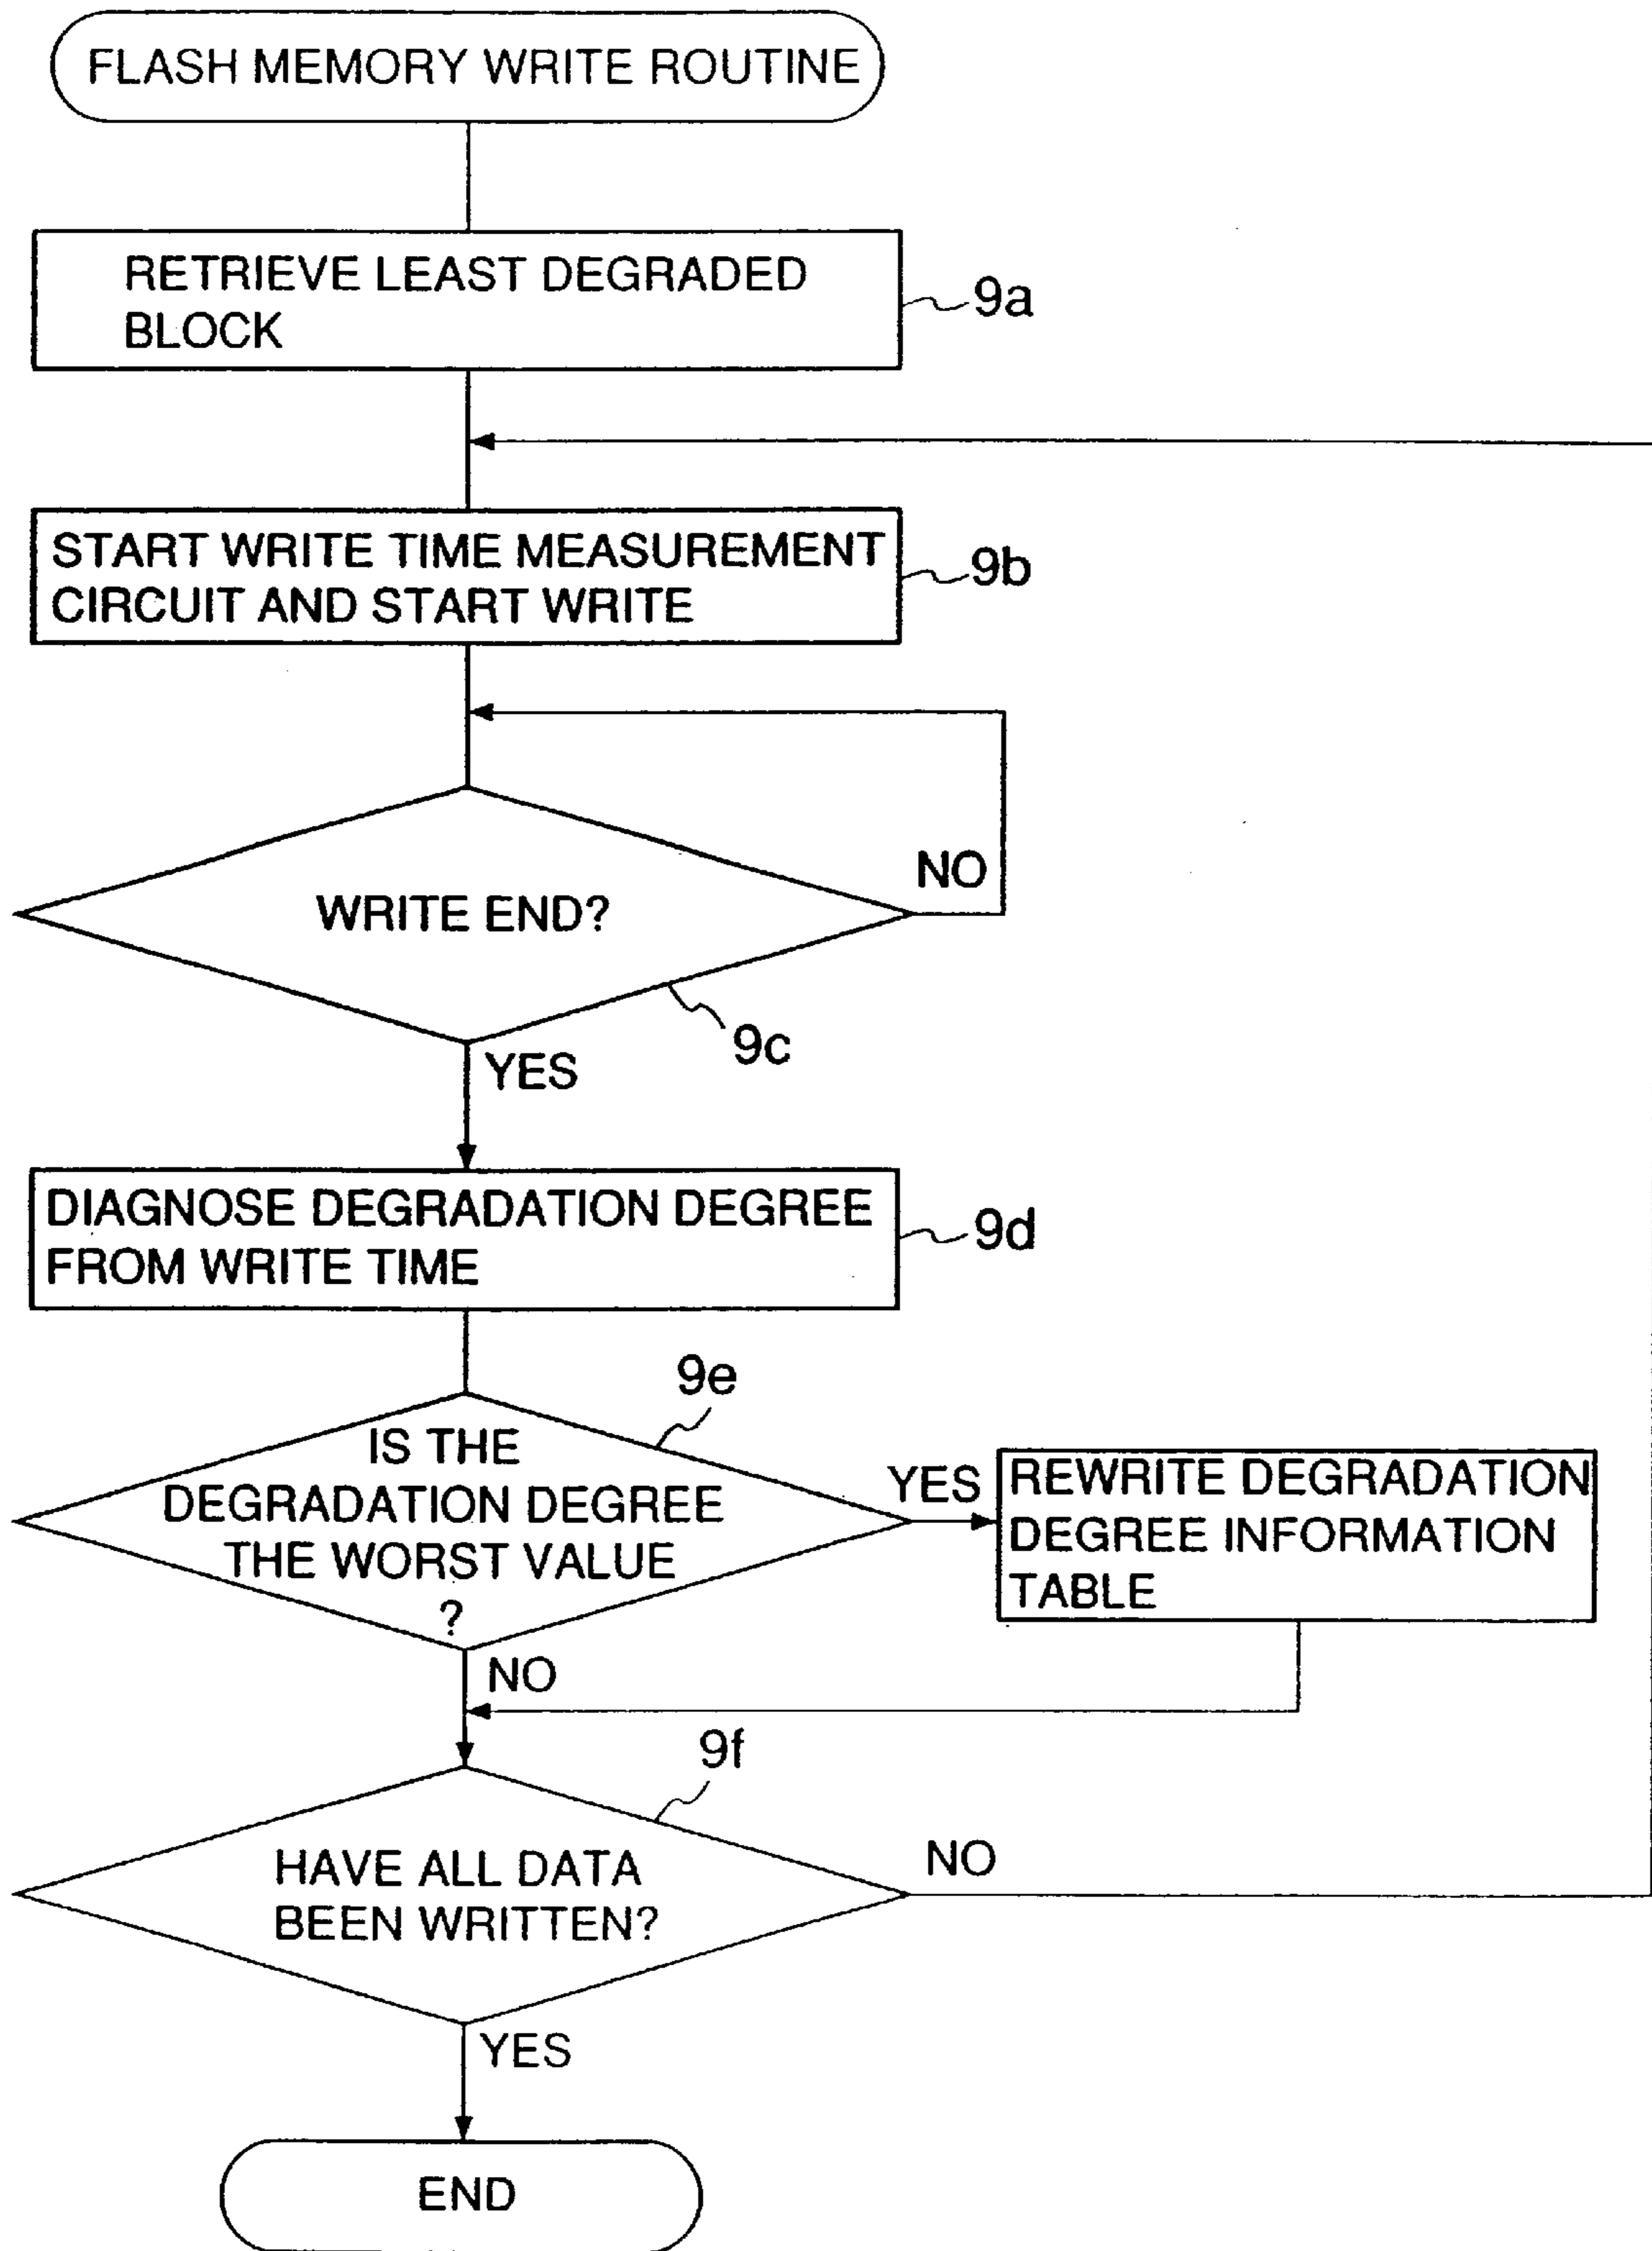 FLASH MEMORY WRITE ROUTINE
RETRIEVE LEAST DEGRADED
BLOCK
9a
START WRITE TIME MEASUREMENT
CIRCUIT AND START WRITE
9b
NO
WRITE END?
9c
YES
DIAGNOSE DEGRADATION DEGREE
FROM WRITE TIME
9d
9e
IS THE
DEGRADATION DEGREE
THE WORST VALUE
?
YES
REWRITE DEGRADATION
DEGREE INFORMATION
TABLE
NO
9f
HAVE ALL DATA
BEEN WRITTEN?
NO
YES
END